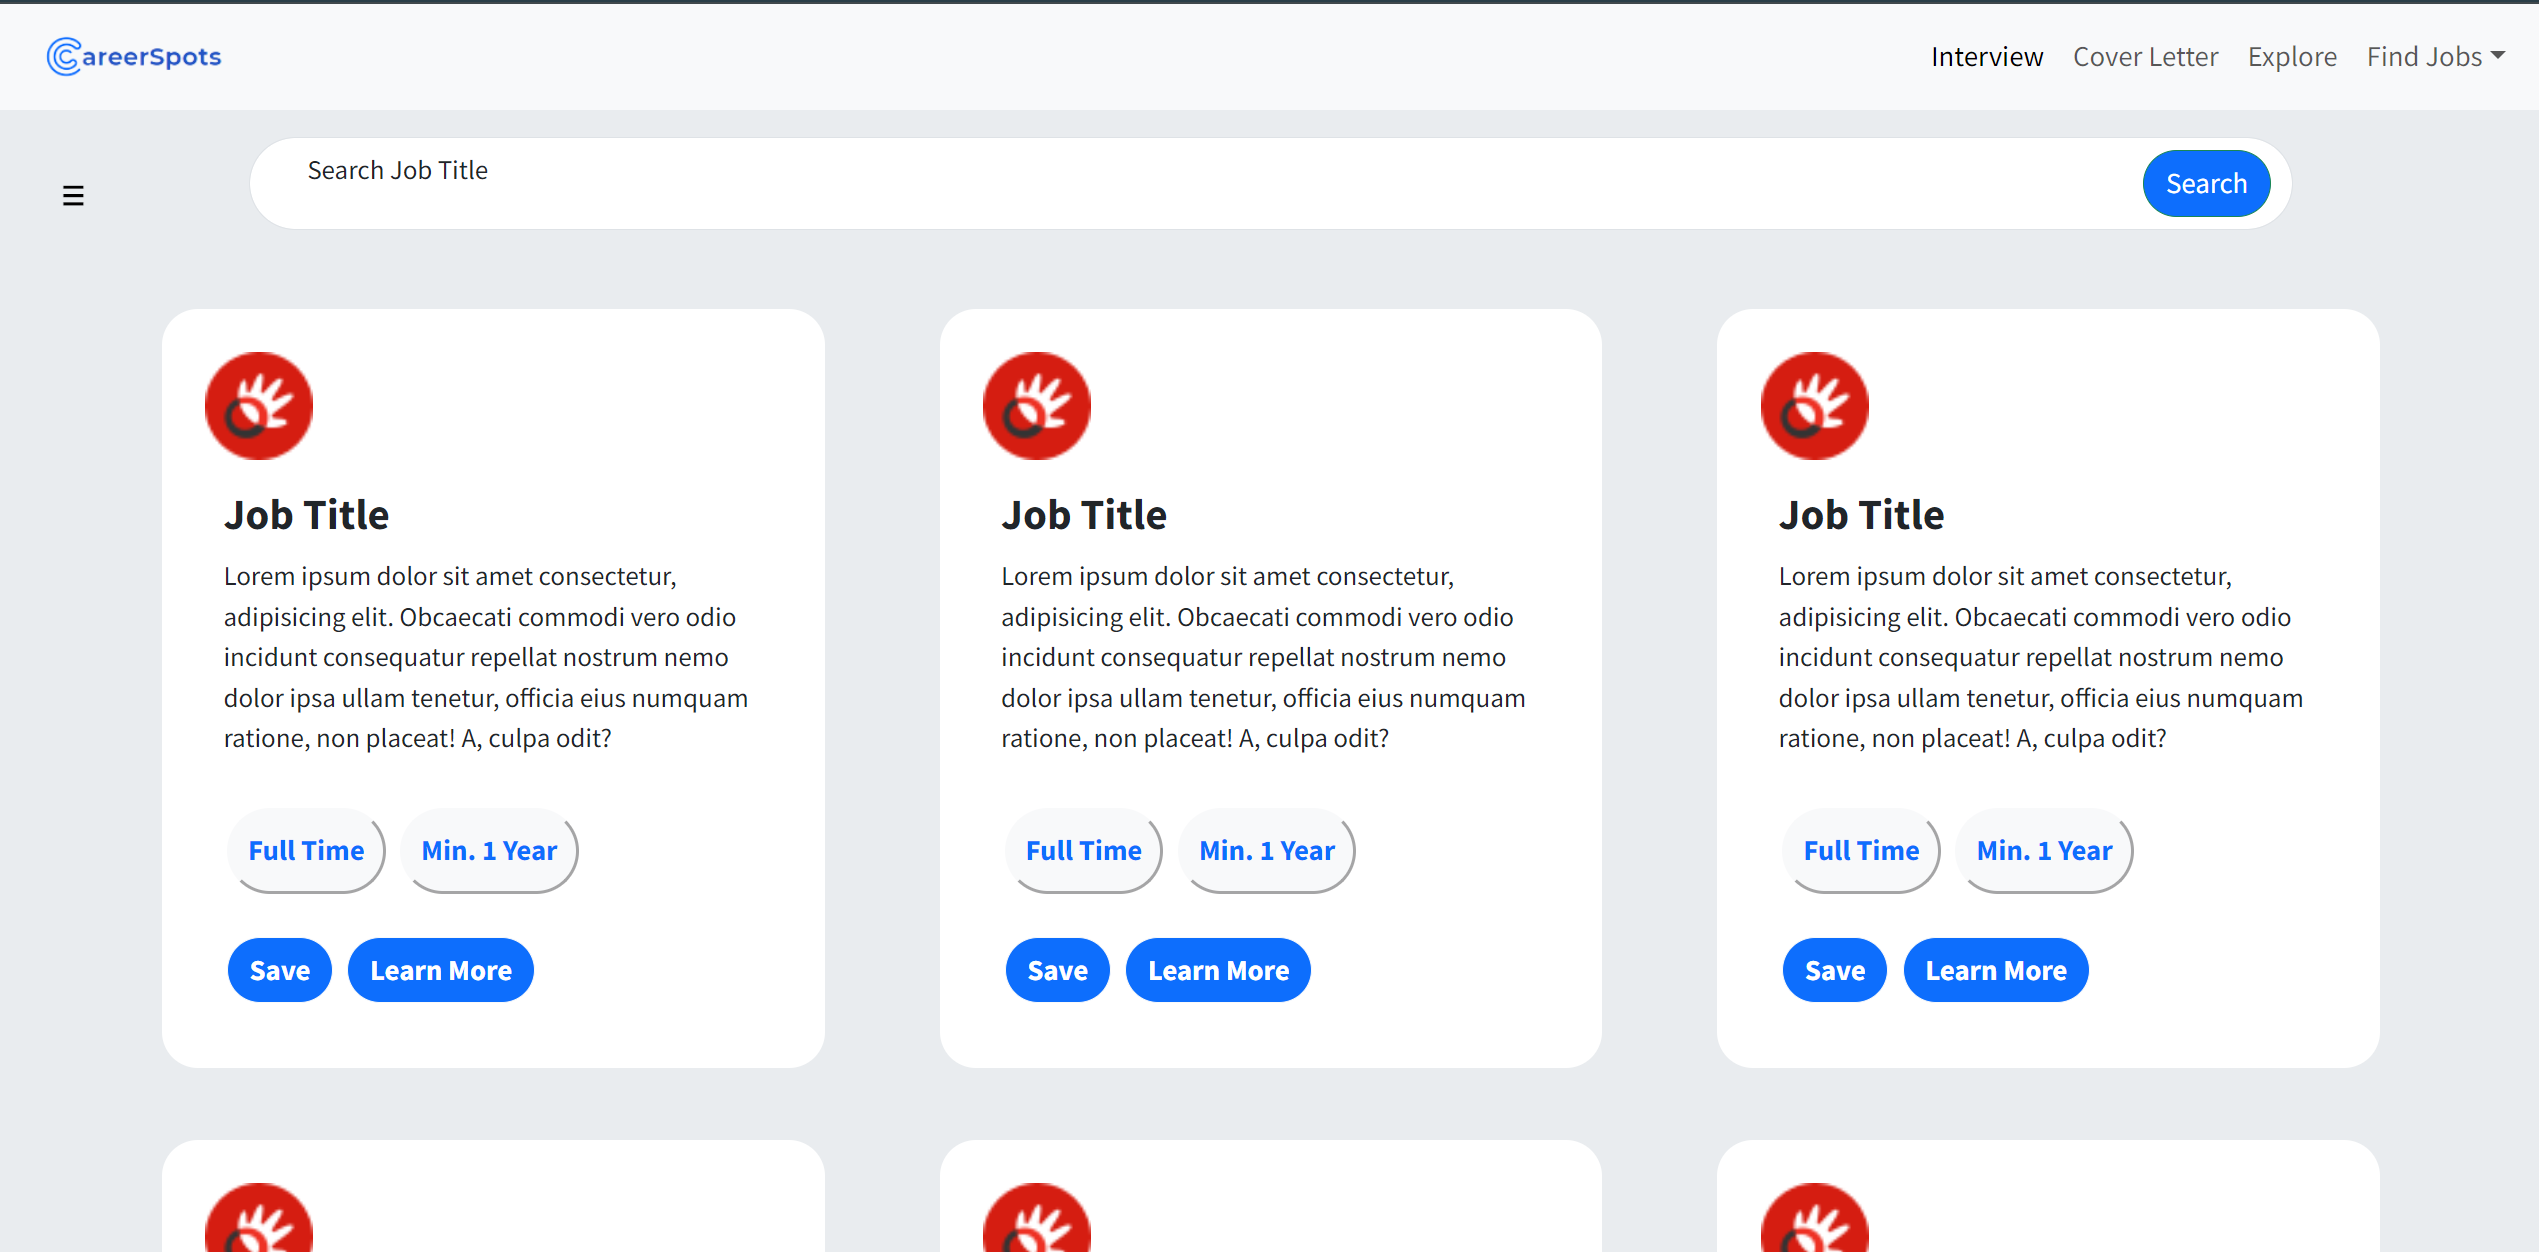 CareerSpots
Interview Cover Letter Explore Find Jobs
Search Job Title
Search
Job Title
Lorem ipsum dolor sit amet consectetur,
adipisicing elit. Obcaecati commodi vero odio
incidunt consequatur repellat nostrum nemo
dolor ipsa ullam tenetur, officia eius numquam
ratione, non placeat! A, culpa odit?
Full Time Min. 1 Year
Save Learn More
Job Title
Lorem ipsum dolor sit amet consectetur,
adipisicing elit. Obcaecati commodi vero odio
incidunt consequatur repellat nostrum nemo
dolor ipsa ullam tenetur, officia eius numquam
ratione, non placeat! A, culpa odit?
Full Time Min. 1 Year
Save Learn More
Job Title
Lorem ipsum dolor sit amet consectetur,
adipisicing elit. Obcaecati commodi vero odio
incidunt consequatur repellat nostrum nemo
dolor ipsa ullam tenetur, officia eius numquam
ratione, non placeat! A, culpa odit?
Full Time Min. 1 Year
Save Learn More